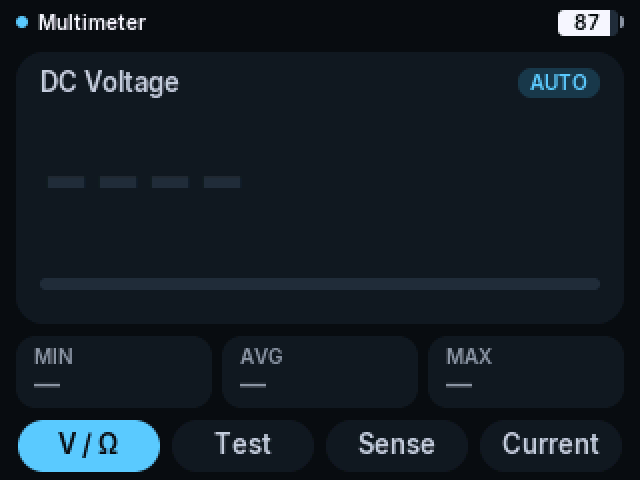 Multimeter
87
DC Voltage
AUTO
— — — —
MIN
AVG
MAX
—
—
—
V / Ω
Test
Sense
Current